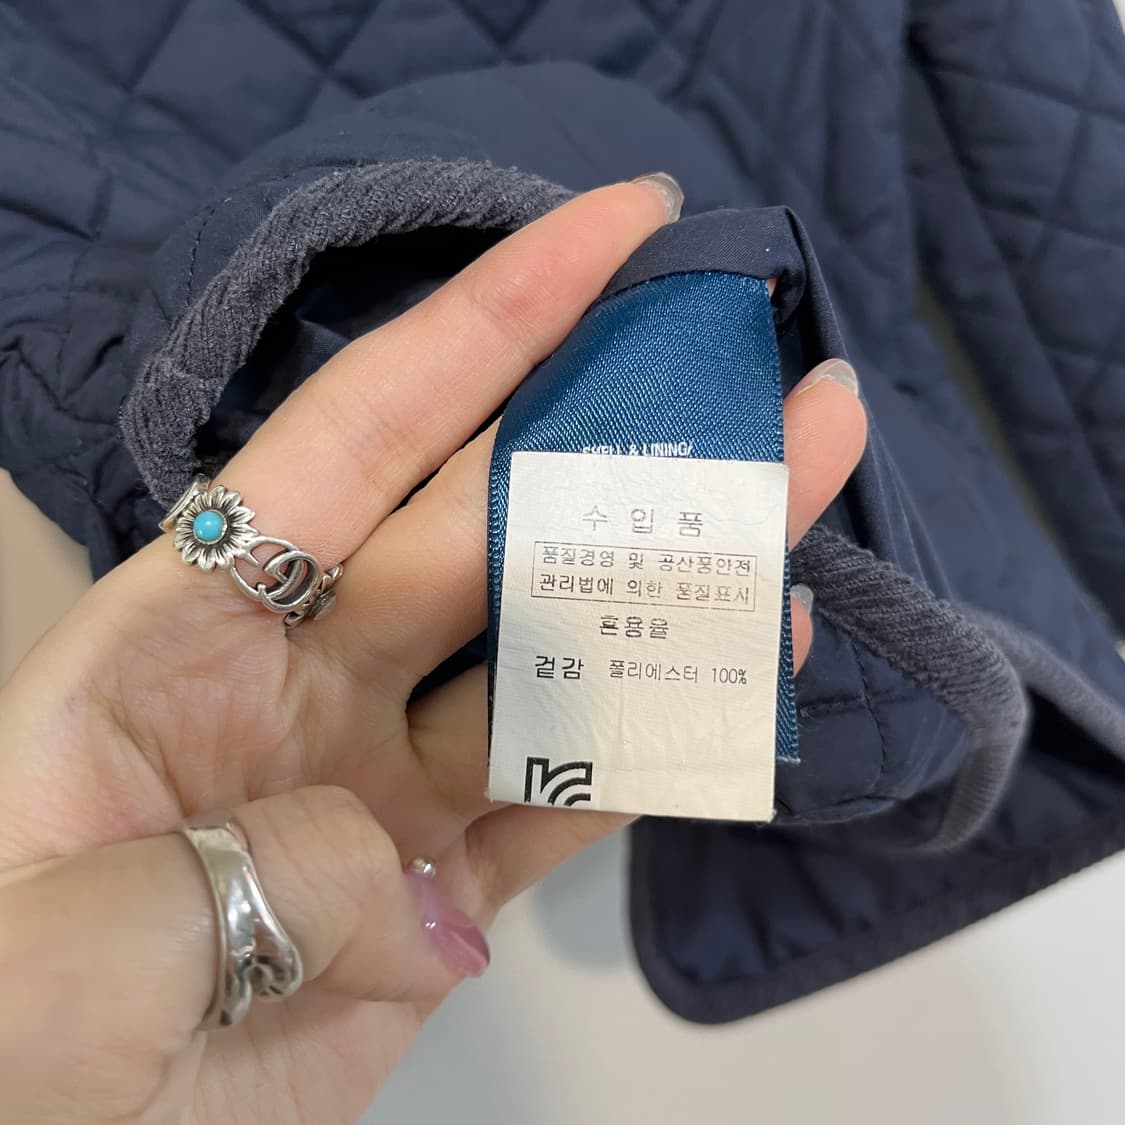 SHELL & LINING/
수입품
품질경영 및 공산품안전
관리법에 의한 품질표시
혼용율
겉감 폴리에스터 100%